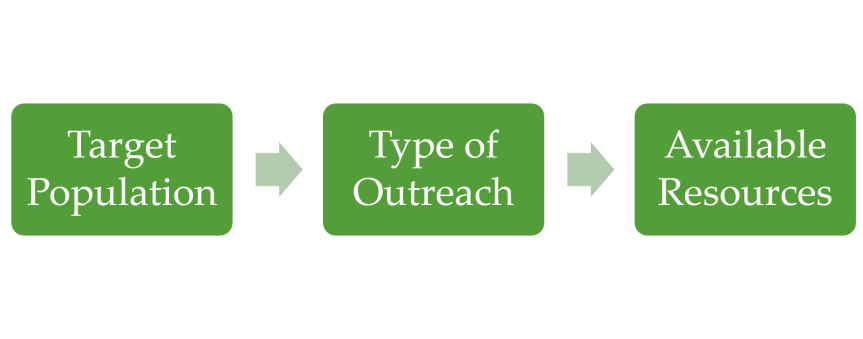 Target
Population
Type of
Outreach
Available
Resources